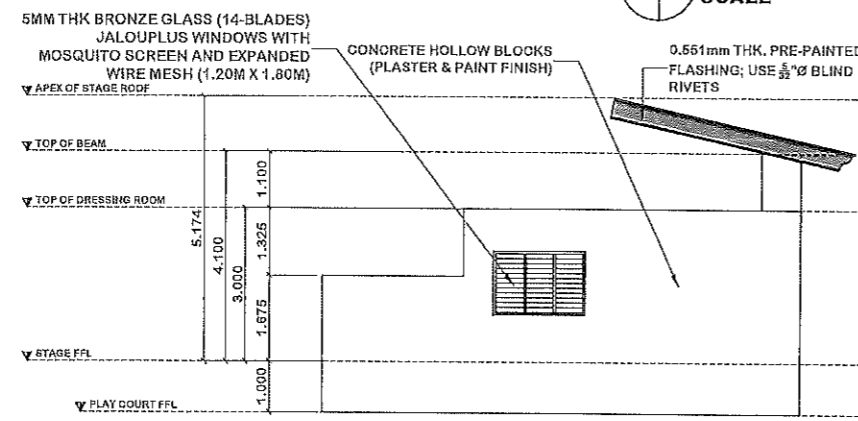 SCALE
5MM THK BRONZE GLASS (14-BLADES)
JALOUPLUS WINDOWS WITH
MOSQUITO SCREEN AND EXPANDED
WIRE MESH (1.20M X 1.80M)
CONCRETE HOLLOW BLOCKS
(PLASTER & PAINT FINISH)
0.551mm THK. PRE-PAINTED
FLASHING; USE 5/32"Ø BLIND
RIVETS
APEX OF STAGE ROOF
TOP OF BEAM
TOP OF DRESSING ROOM
STAGE FFL
PLAY COURT FFL
5.174
4.100
3.000
1.100
1.325
1.675
1.000